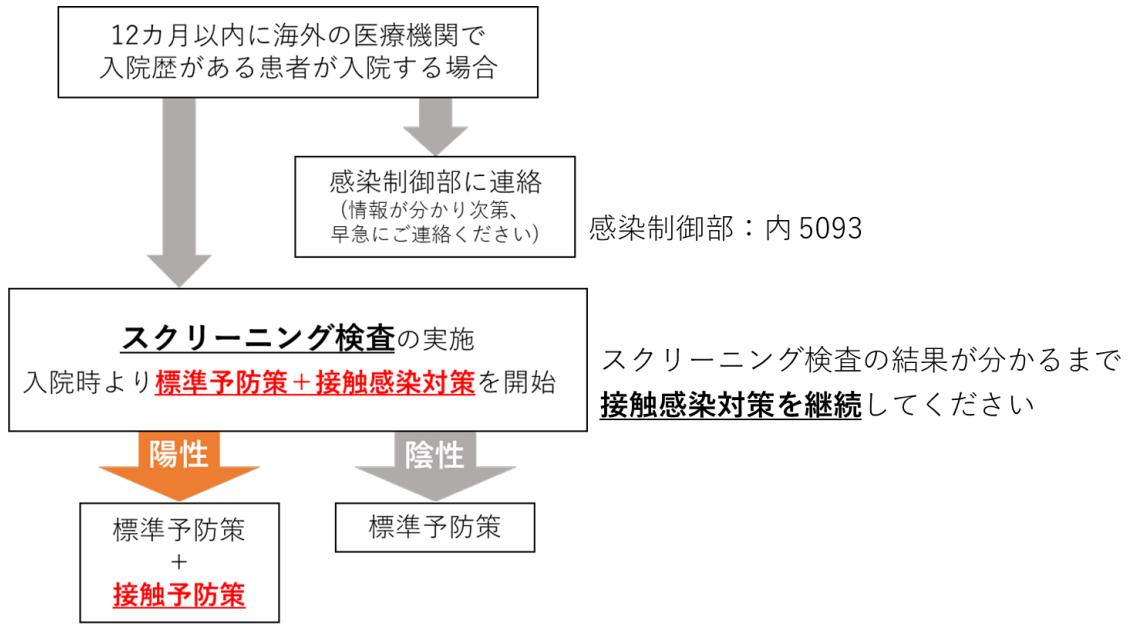 12カ月以内に海外の医療機関で
入院歴がある患者が入院する場合
感染制御部に連絡
（情報が分かり次第、
早急にご連絡ください）
感染制御部：内5093
スクリーニング検査の実施
入院時より標準予防策＋接触感染対策を開始
スクリーニング検査の結果が分かるまで
接触感染対策を継続してください
陽性
陰性
標準予防策
＋
接触予防策
標準予防策